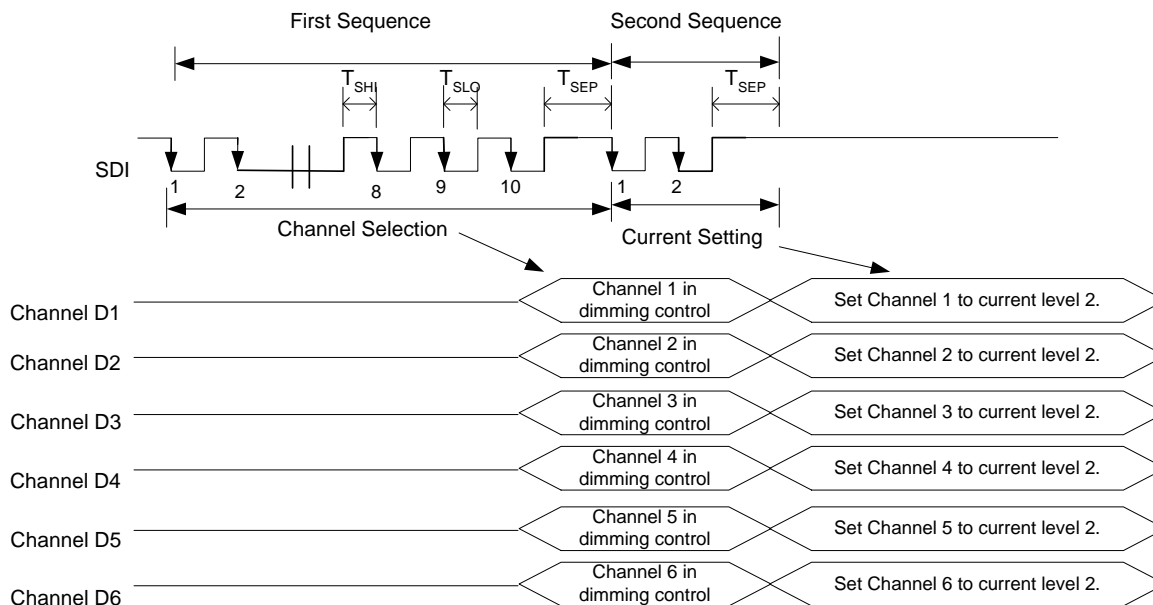 First Sequence
Second Sequence
TSHI
TSLO
TSEP
TSEP
SDI
1
2
8
9
10
1
2
Channel Selection
Current Setting
Channel D1
Channel 1 in
dimming control
Set Channel 1 to current level 2.
Channel D2
Channel 2 in
dimming control
Set Channel 2 to current level 2.
Channel D3
Channel 3 in
dimming control
Set Channel 3 to current level 2.
Channel D4
Channel 4 in
dimming control
Set Channel 4 to current level 2.
Channel D5
Channel 5 in
dimming control
Set Channel 5 to current level 2.
Channel D6
Channel 6 in
dimming control
Set Channel 6 to current level 2.